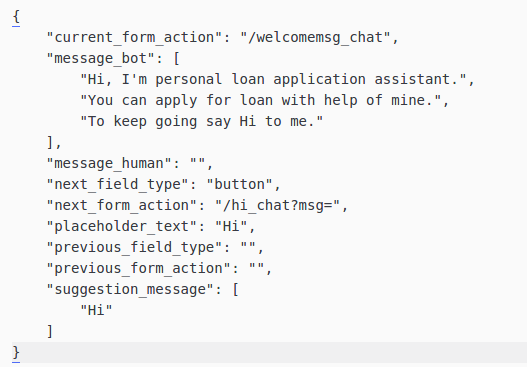 {
    "current_form_action": "/welcomemsg_chat",
    "message_bot": [
        "Hi, I'm personal loan application assistant.",
        "You can apply for loan with help of mine.",
        "To keep going say Hi to me."
    ],
    "message_human": "",
    "next_field_type": "button",
    "next_form_action": "/hi_chat?msg=",
    "placeholder_text": "Hi",
    "previous_field_type": "",
    "previous_form_action": "",
    "suggestion_message": [
        "Hi"
    ]
}